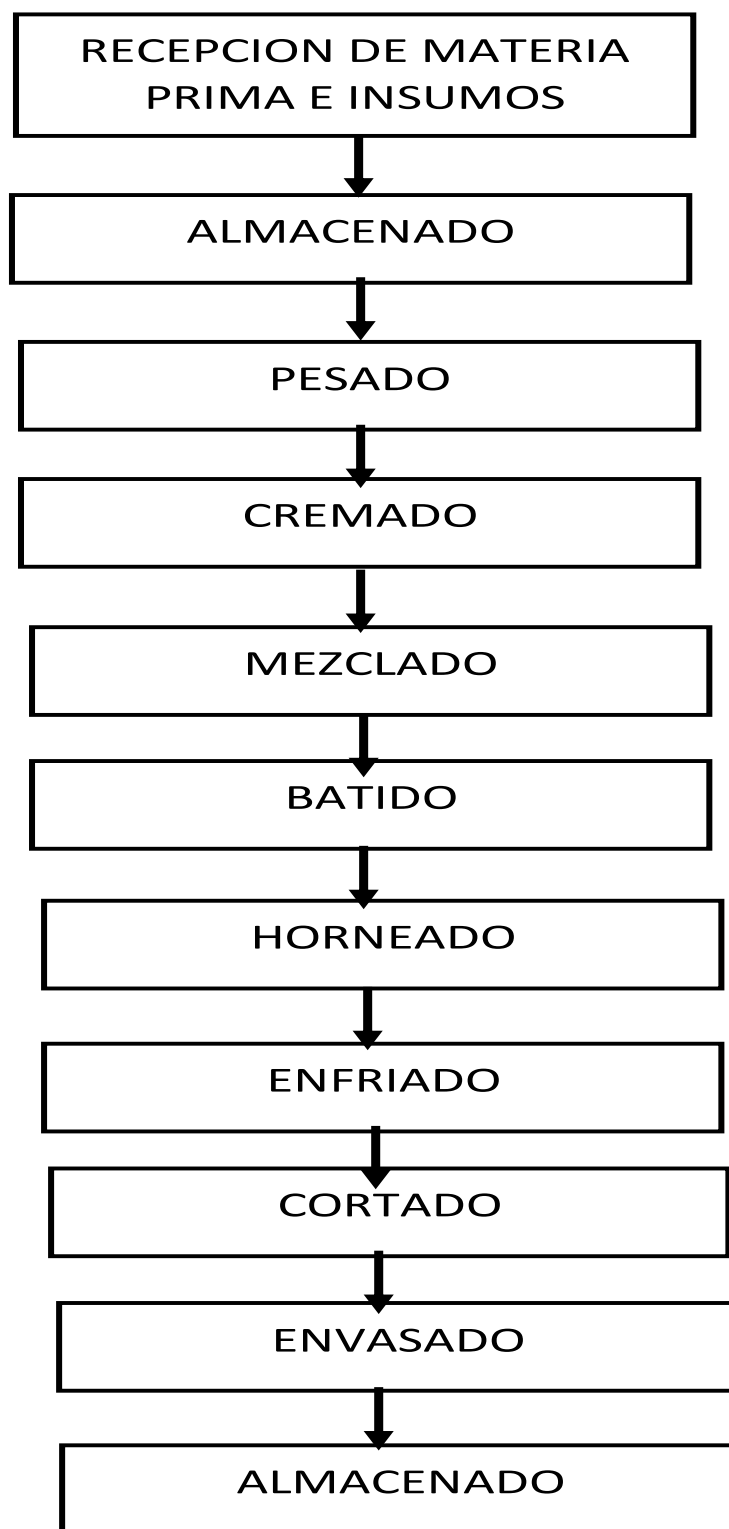 RECEPCION DE MATERIA
PRIMA E INSUMOS
ALMACENADO
PESADO
CREMADO
MEZCLADO
BATIDO
HORNEADO
ENFRIADO
CORTADO
ENVASADO
ALMACENADO